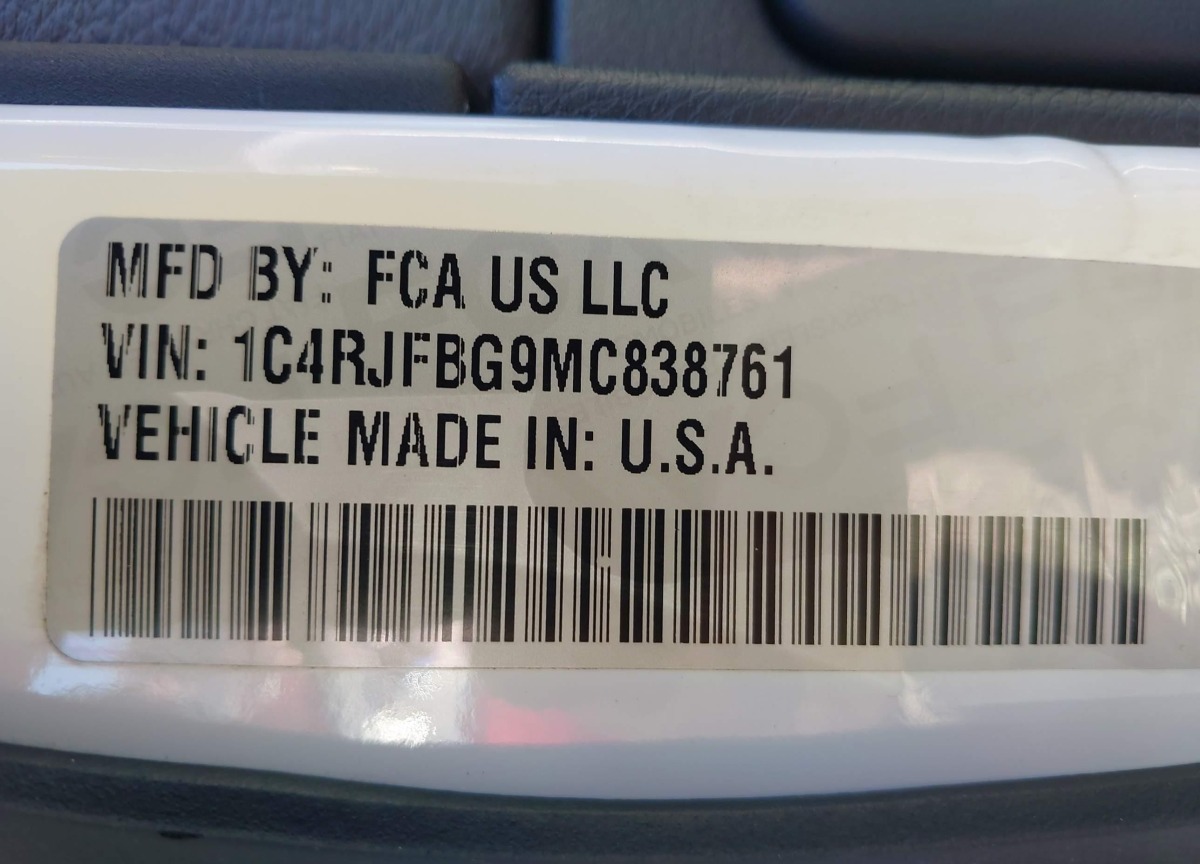 MFD BY: FCA US LLC
VIN: 1C4RJFBG9MC838761
VEHICLE MADE IN: U.S.A.